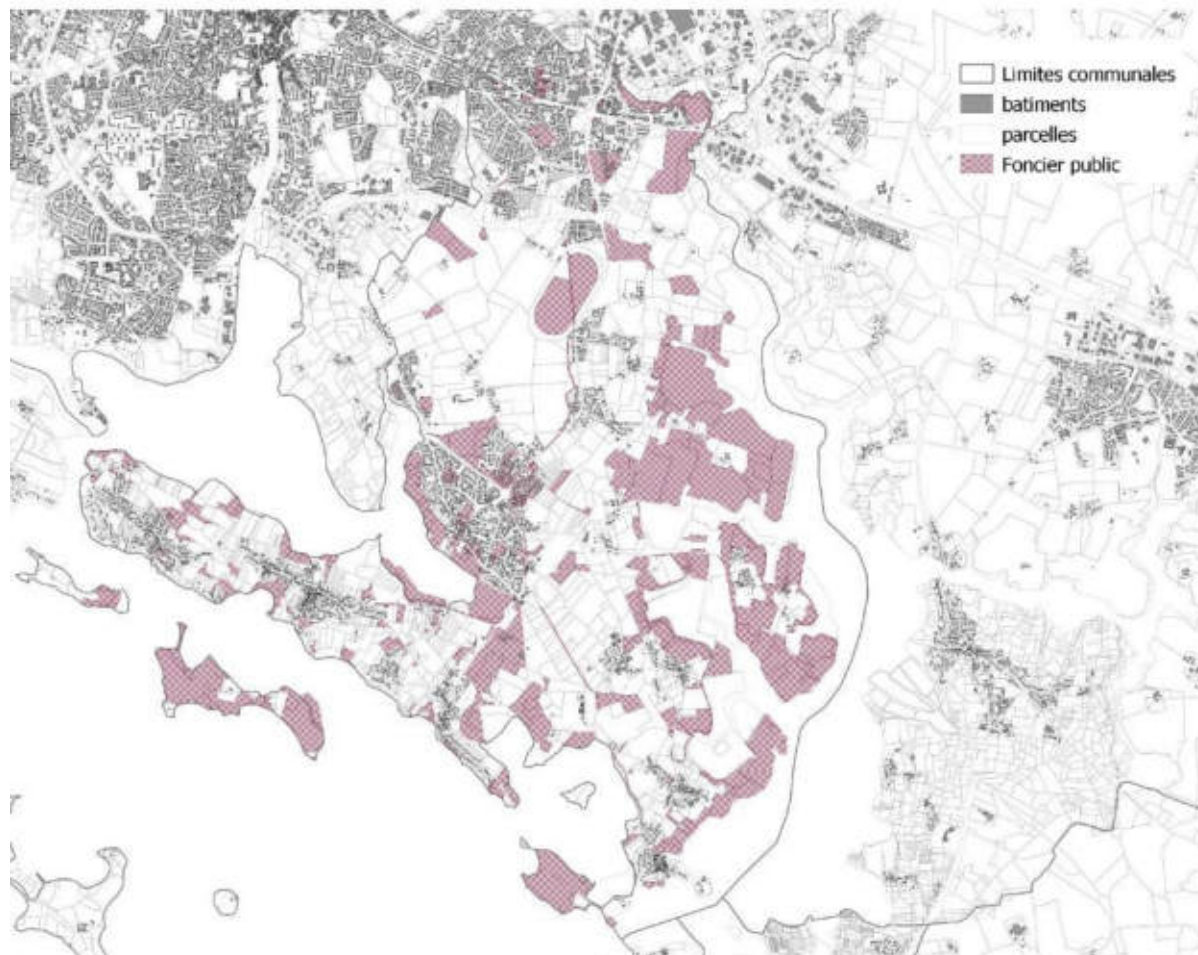 Limites communales
batiments
parcelles
Foncier public